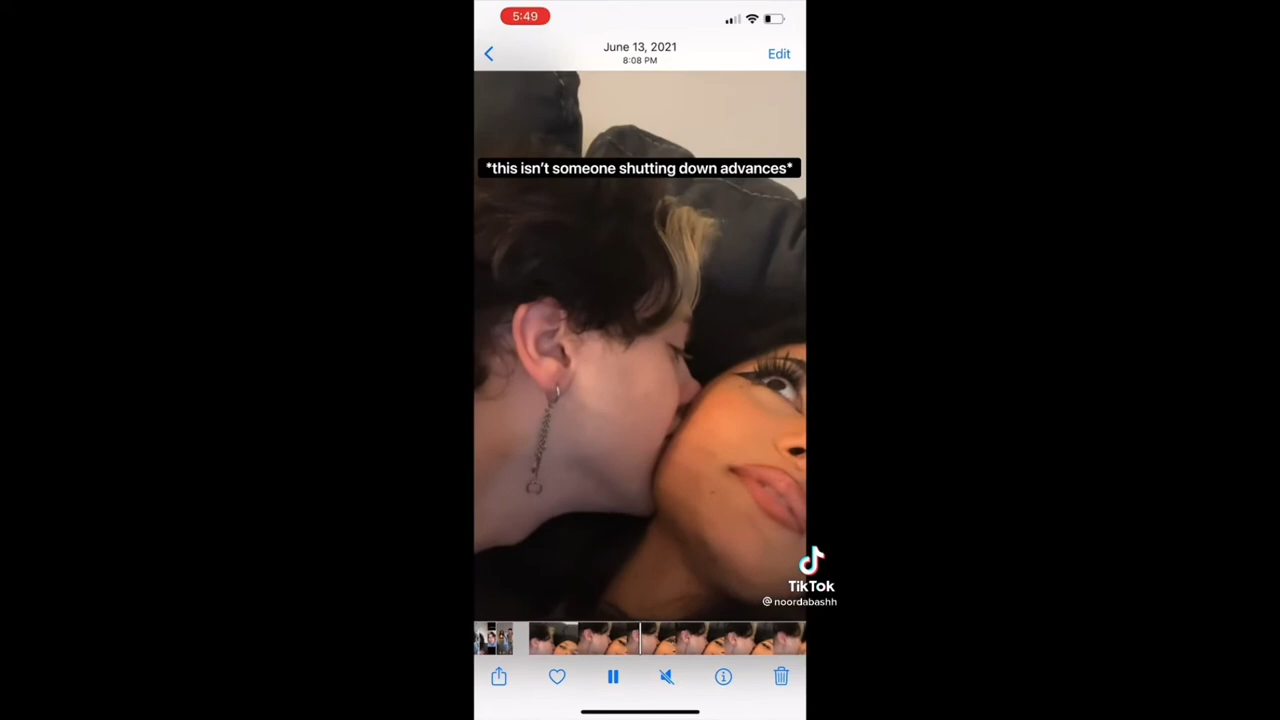 5:49
June 13, 2021
8:08 PM
Edit
*this isn't someone shutting down advances*
TikTok
@noordabashh